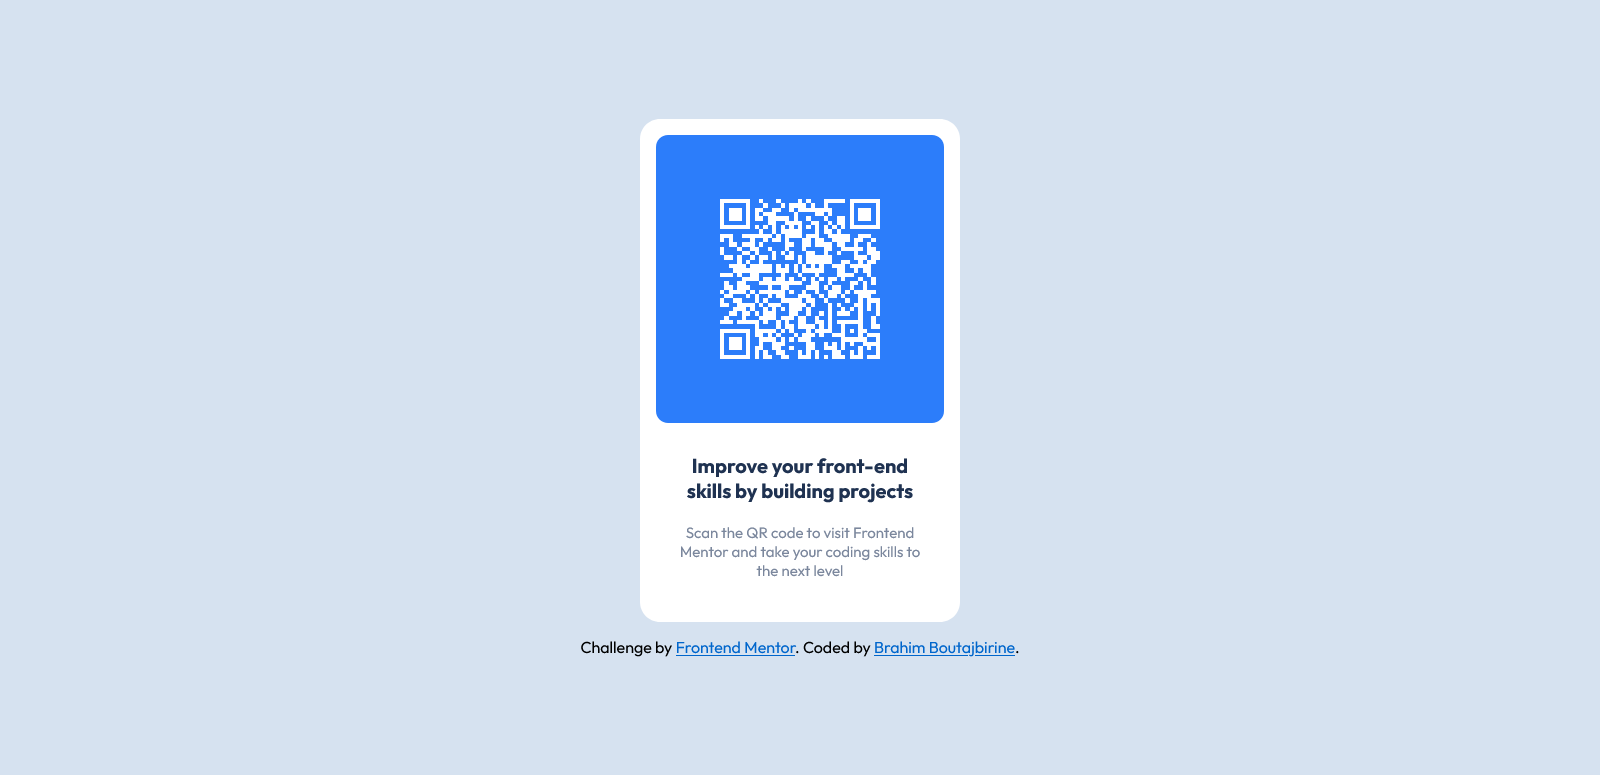 Improve your front-end
skills by building projects
Scan the QR code to visit Frontend
Mentor and take your coding skills to
the next level
Challenge by Frontend Mentor. Coded by Brahim Boutajbirine.